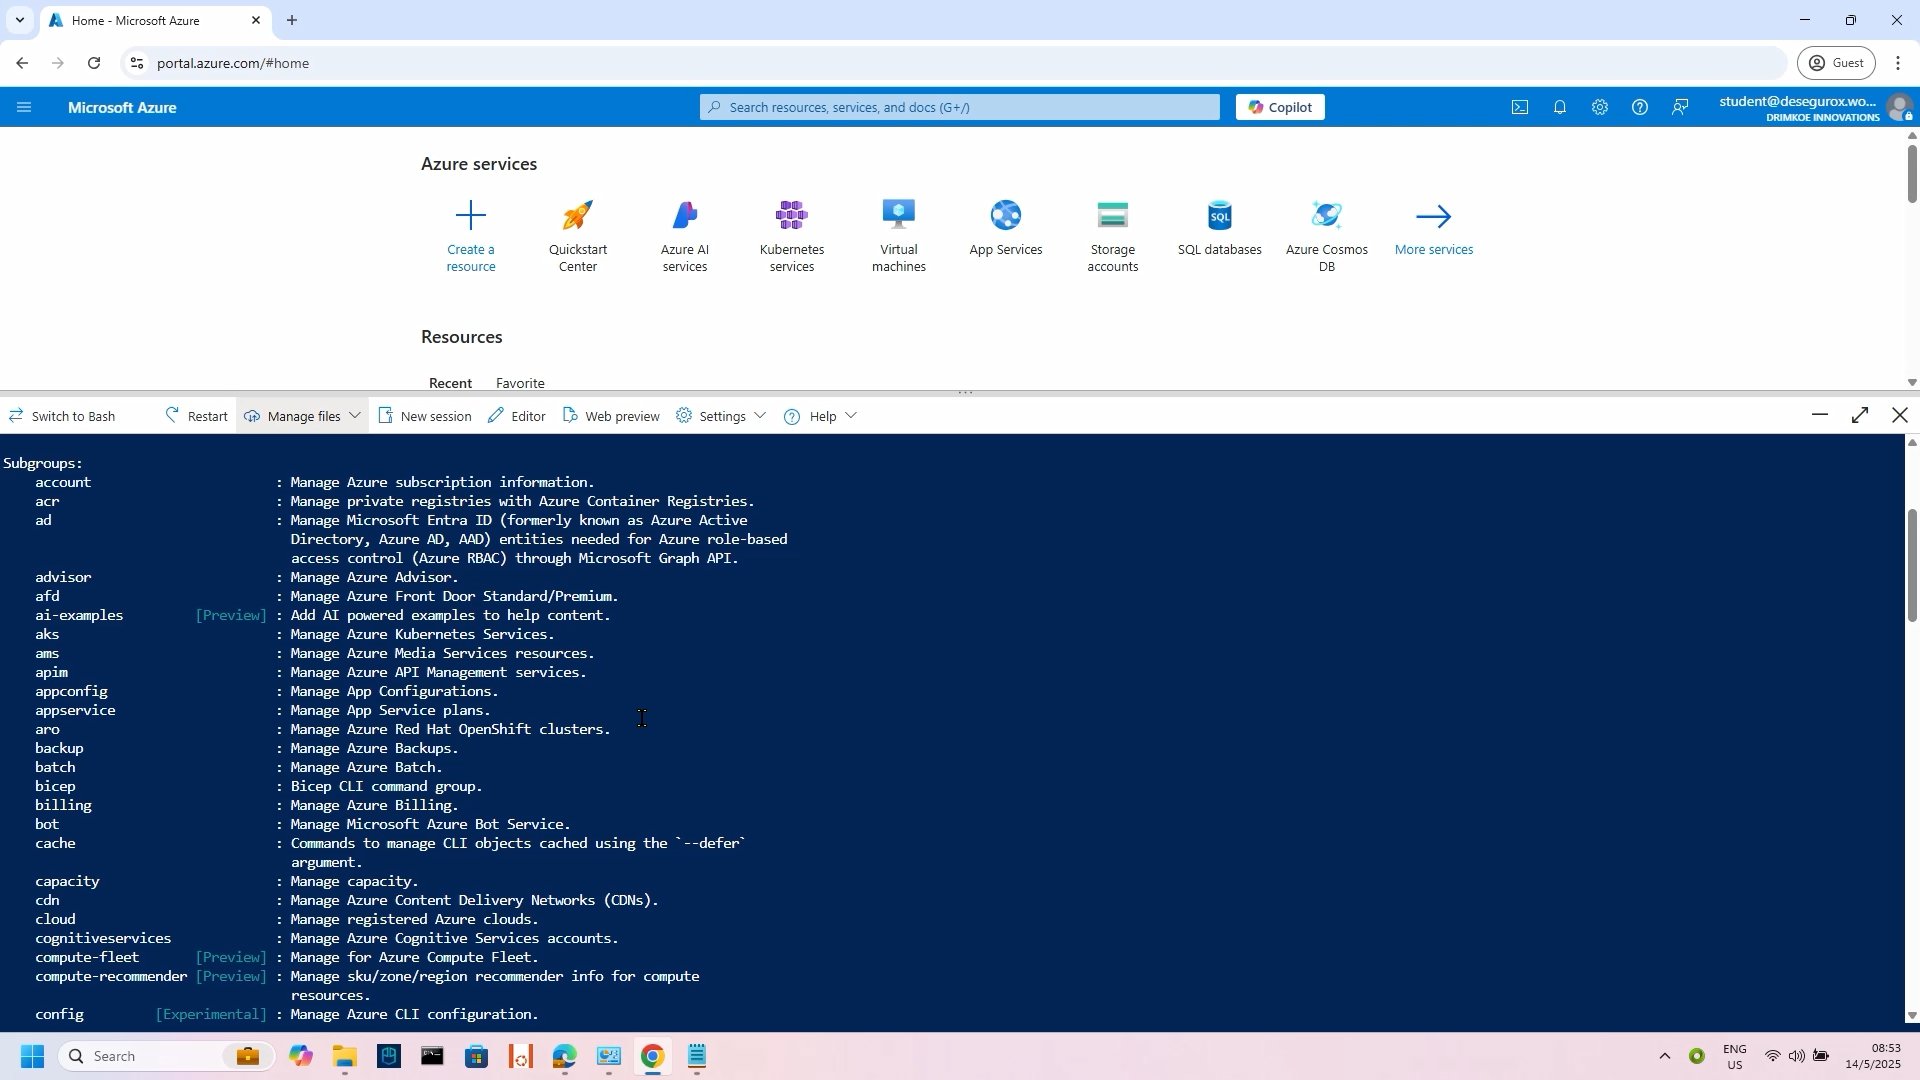 Home - Microsoft Azure
portal.azure.com/#home
Guest
Microsoft Azure
Search resources, services, and docs (G+/)
Copilot
student@desegurox.wo...
DRIMKOE INNOVATIONS
Azure services
Create a resource
Quickstart Center
Azure AI services
Kubernetes services
Virtual machines
App Services
Storage accounts
SQL
SQL databases
Azure Cosmos DB
More services
Resources
Recent Favorite
Switch to Bash Restart Manage files New session Editor Web preview Settings Help
Subgroups:
account : Manage Azure subscription information.
acr : Manage private registries with Azure Container Registries.
ad : Manage Microsoft Entra ID (formerly known as Azure Active
Directory, Azure AD, AAD) entities needed for Azure role-based
access control (Azure RBAC) through Microsoft Graph API.
advisor : Manage Azure Advisor.
afd : Manage Azure Front Door Standard/Premium.
ai-examples [Preview] : Add AI powered examples to help content.
aks : Manage Azure Kubernetes Services.
ams : Manage Azure Media Services resources.
apim : Manage Azure API Management services.
appconfig : Manage App Configurations.
appservice : Manage App Service plans.
aro : Manage Azure Red Hat OpenShift clusters.
backup : Manage Azure Backups.
batch : Manage Azure Batch.
bicep : Bicep CLI command group.
billing : Manage Azure Billing.
bot : Manage Microsoft Azure Bot Service.
cache : Commands to manage CLI objects cached using the `--defer`
argument.
capacity : Manage capacity.
cdn : Manage Azure Content Delivery Networks (CDNs).
cloud : Manage registered Azure clouds.
cognitiveservices : Manage Azure Cognitive Services accounts.
compute-fleet [Preview] : Manage for Azure Compute Fleet.
compute-recommender [Preview] : Manage sku/zone/region recommender info for compute
resources.
config [Experimental] : Manage Azure CLI configuration.
Search
ENG
US
08:53
14/5/2025